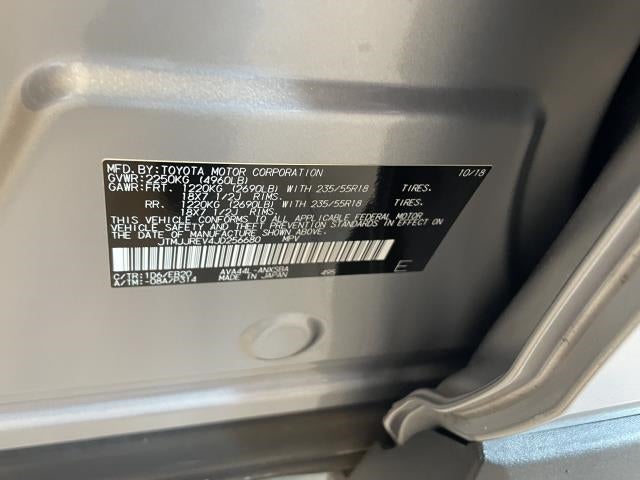 MFD.BY:TOYOTA MOTOR CORPORATION 10/18
GVWR:2250KG (4960LB)
GAWR:FRT. 1220KG (2690LB) WITH 235/55R18 TIRES.
18X7 1/2J RIMS.
RR. 1220KG (2690LB) WITH 235/55R18 TIRES.
18X7 1/2J RIMS.
THIS VEHICLE CONFORMS TO ALL APPLICABLE FEDERAL MOTOR
VEHICLE SAFETY AND THEFT PREVENTION STANDARDS IN EFFECT ON
THE DATE OF MANUFACTURE SHOWN ABOVE.
JTMJJREV4JD256680 MPV
C/TR:1D6/EB20 AVA44L-ANXSBA 495 E
A/TM:-08A/P314 MADE IN JAPAN